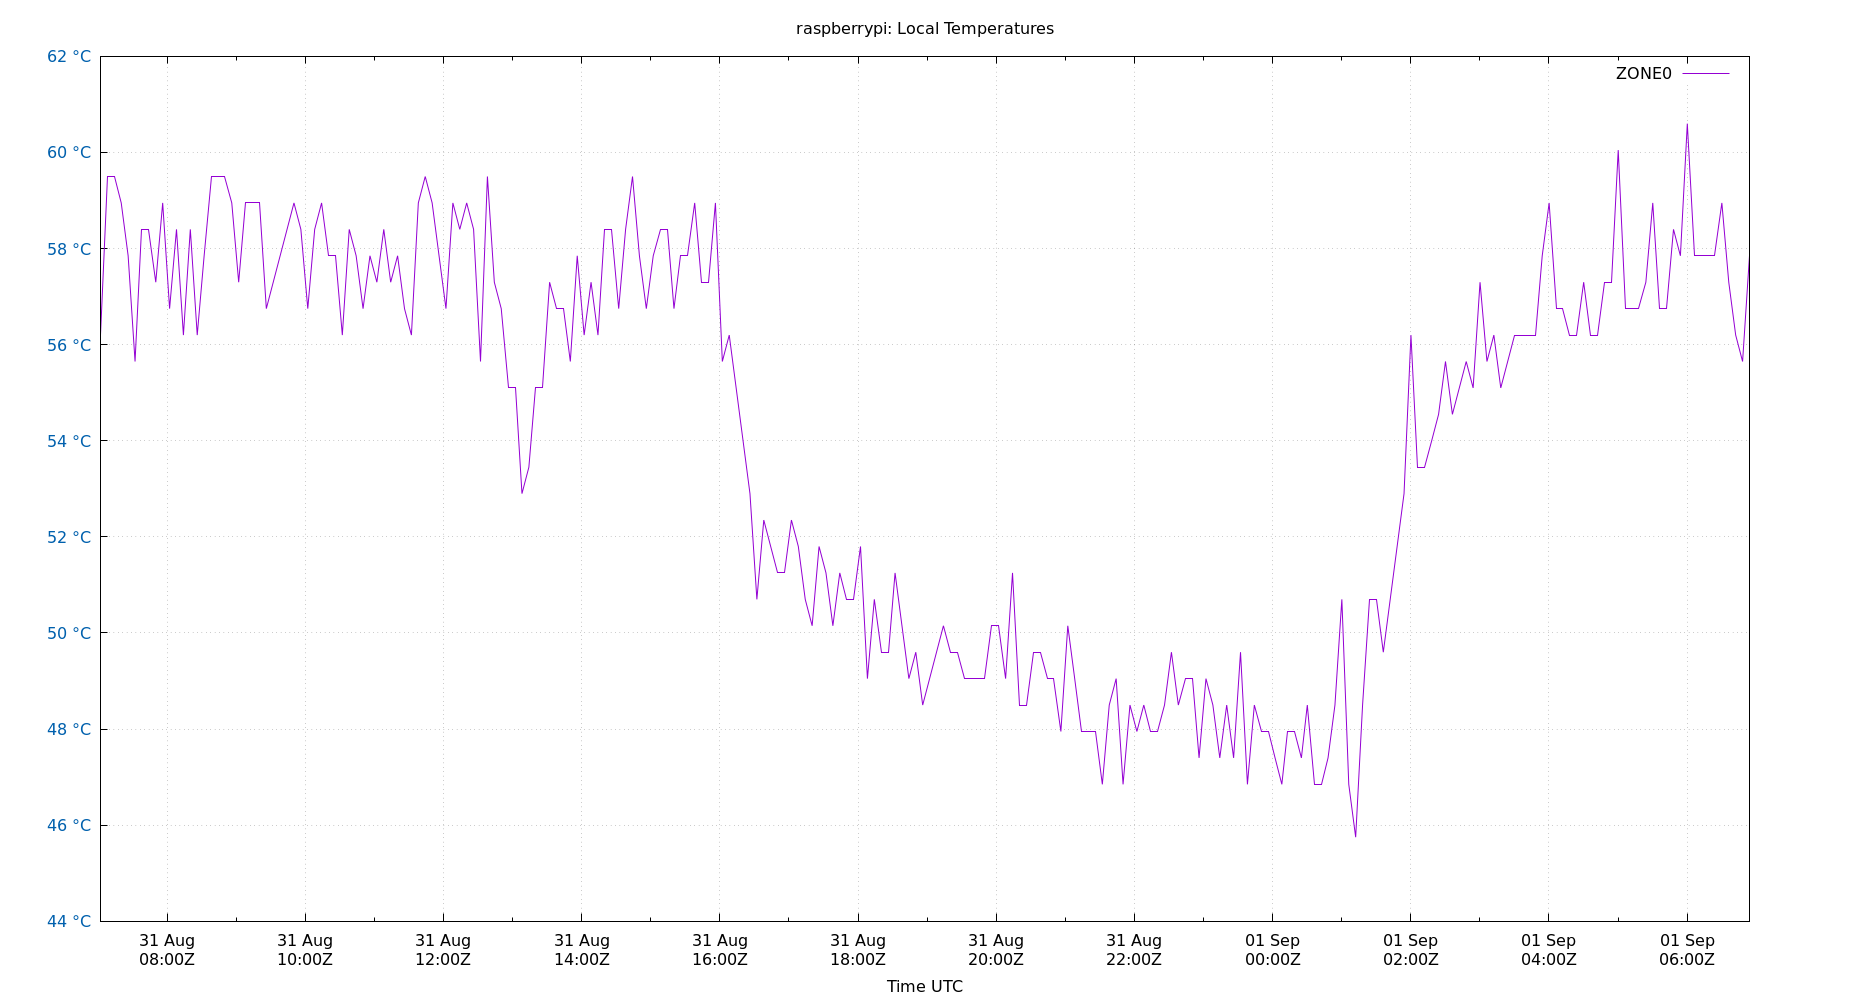 raspberrypi: Local Temperatures
62 °C
ZONE0
60 °C
58 °C
56 °C
54 °C
52 °C
50 °C
48 °C
46 °C
44 °C
31 Aug 31 Aug 31 Aug 31 Aug 31 Aug 31 Aug 31 Aug 31 Aug 01 Sep 01 Sep 01 Sep 01 Sep
08:00Z 10:00Z 12:00Z 14:00Z 16:00Z 18:00Z 20:00Z 22:00Z 00:00Z 02:00Z 04:00Z 06:00Z
Time UTC